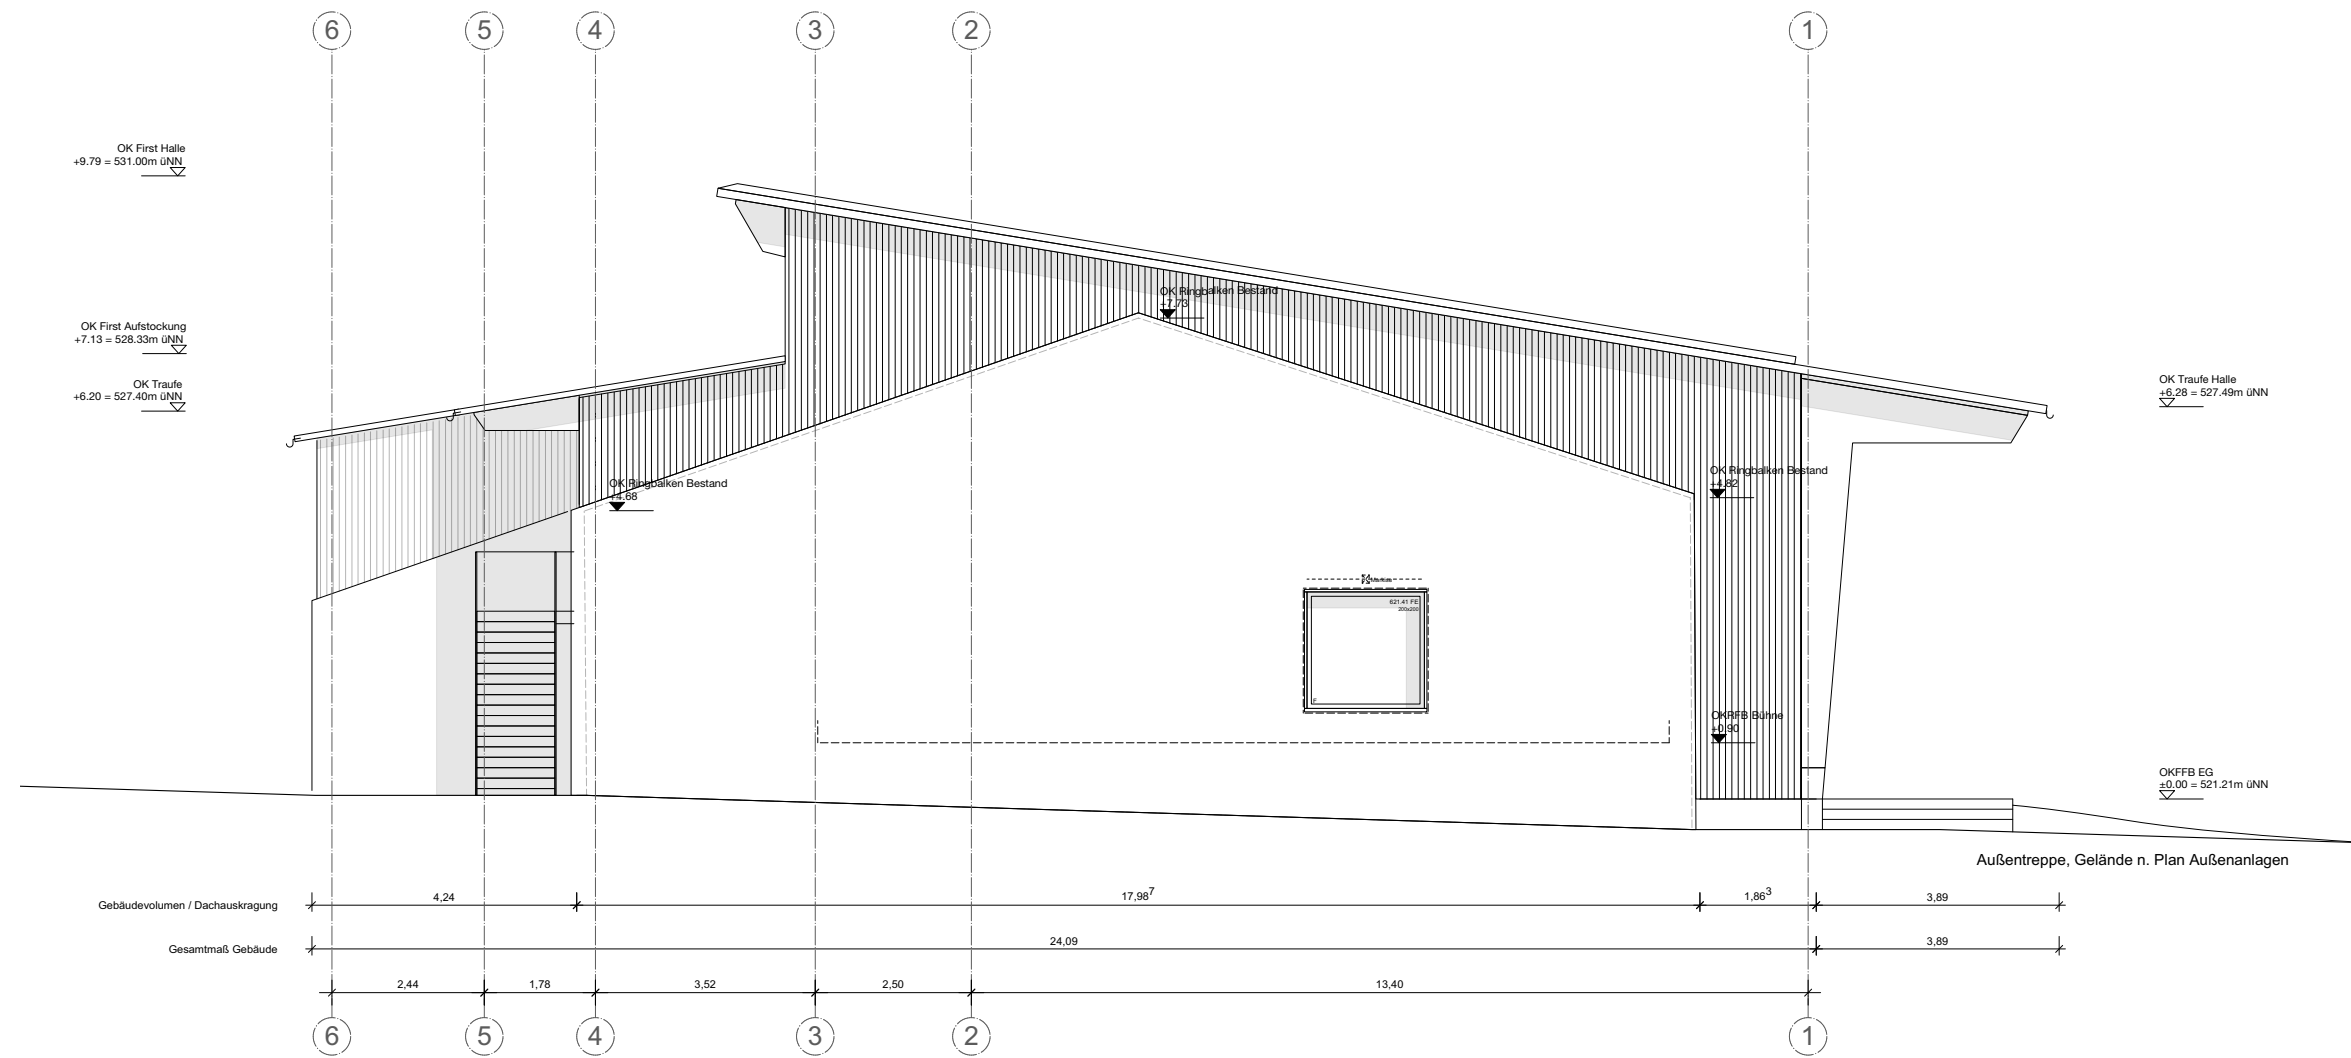 6
5
4
3
2
1
OK First Halle
+9.79 = 531.00m üNN
OK First Aufstockung
+7.13 = 528.33m üNN
OK Traufe
+6.20 = 527.40m üNN
OK Ringbalken Bestand
+7.73
OK Traufe Halle
+6.28 = 527.49m üNN
OK Ringbalken Bestand
+4.68
OK Ringbalken Bestand
+4.82
621.41 FE
200x200
F
OKRFB Bühne
+0.90
OKFFB EG
±0.00 = 521.21m üNN
Außentreppe, Gelände n. Plan Außenanlagen
Gebäudevolumen / Dachauskragung
4,24
17,98⁷
1,86³
3,89
Gesamtmaß Gebäude
24,09
3,89
2,44
1,78
3,52
2,50
13,40
6
5
4
3
2
1